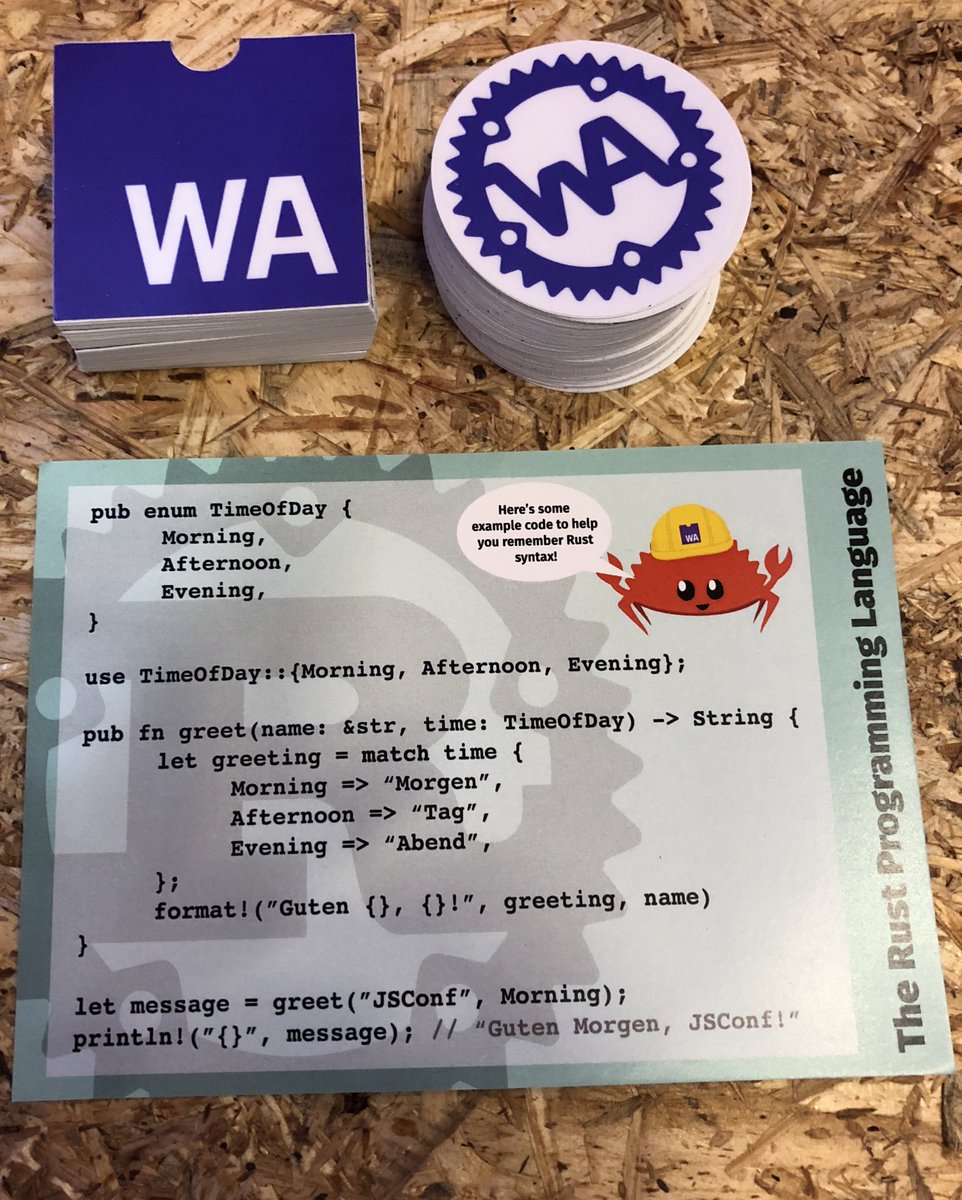 WA
WA
pub enum TimeOfDay {
Morning,
Afternoon,
Evening,
}
Here's some
example code to help
you remember Rust
syntax!
WA
use TimeOfDay::{Morning, Afternoon, Evening};
pub fn greet(name: &str, time: TimeOfDay) -> String {
let greeting = match time {
Morning => “Morgen”,
Afternoon => “Tag”,
Evening => “Abend”,
};
format!(”Guten {}, {}!”, greeting, name)
}
let message = greet(”JSConf”, Morning);
println!(”{}”, message); // “Guten Morgen, JSConf!”
The Rust Programming Language